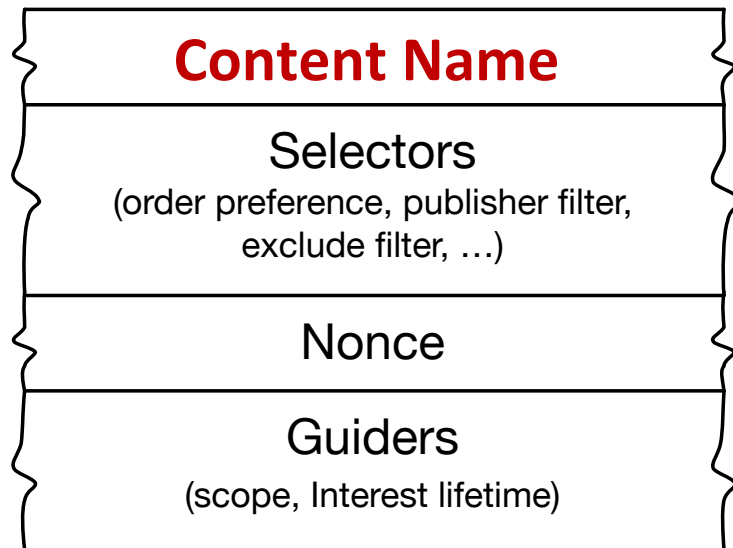 Content Name
Selectors
(order preference, publisher filter,
exclude filter, …)
Nonce
Guiders
(scope, Interest lifetime)